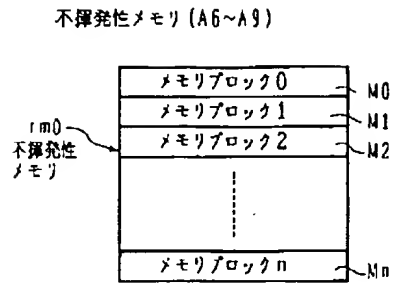 不揮発性メモリ(A6~A9)
メモリブロック0
M0
メモリブロック1
M1
rm0
不揮発性
メモリ
メモリブロック2
M2
メモリブロックn
Mn